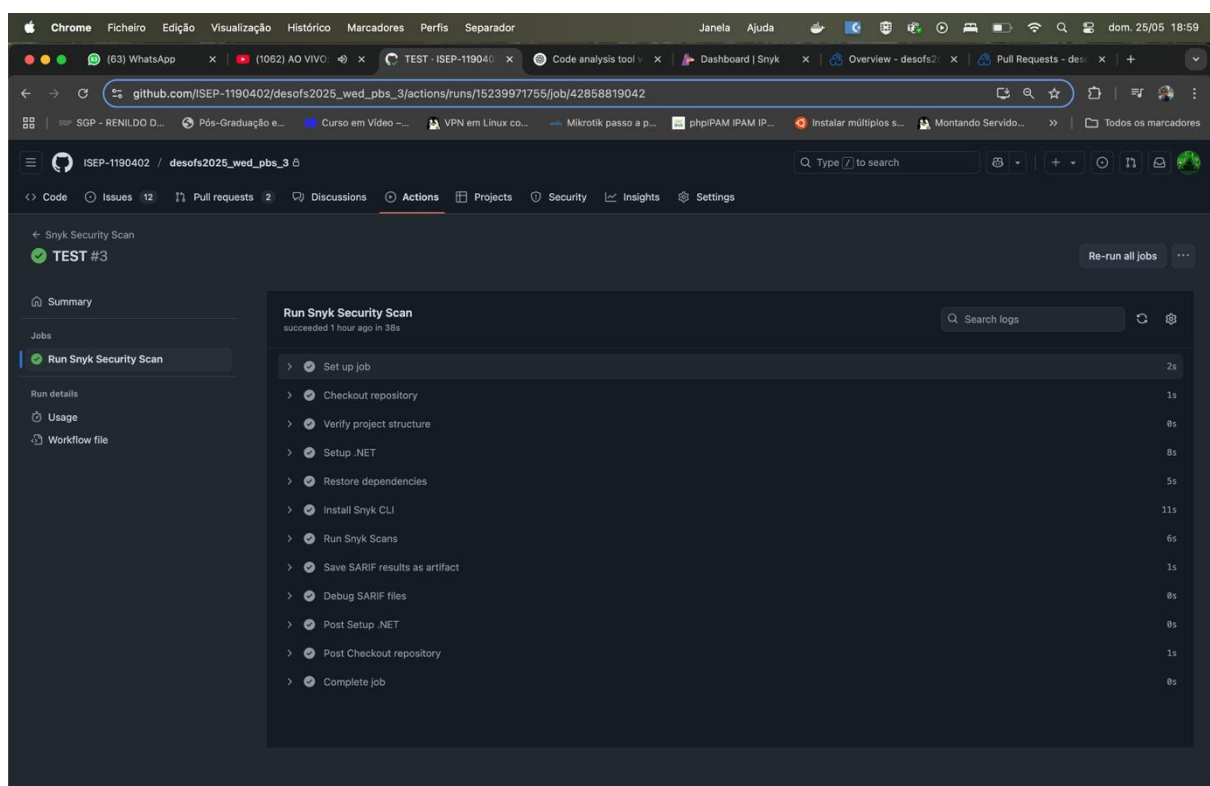 Chrome Ficheiro Edição Visualização Histórico Marcadores Perfis Separador Janela Ajuda dom. 25/05 18:59
(63) WhatsApp (1062) AO VIVO: TEST · ISEP-119040 Code analysis tool Dashboard | Snyk Overview - desofs2 Pull Requests - des
github.com/ISEP-1190402/desofs2025_wed_pbs_3/actions/runs/15239971755/job/42858819042
SGP - RENILDO D... Pós-Graduação e... Curso em Vídeo –... VPN em Linux co... Mikrotik passo a p... phpIPAM IPAM IP... Instalar múltiplos s... Montando Servido... Todos os marcadores
ISEP-1190402 / desofs2025_wed_pbs_3 Type / to search
Code Issues 12 Pull requests 2 Discussions Actions Projects Security Insights Settings
← Snyk Security Scan
TEST #3
Re-run all jobs ...
Summary
Jobs
Run Snyk Security Scan
Run details
Usage
Workflow file
Run Snyk Security Scan
succeeded 1 hour ago in 38s
Search logs
Set up job 2s
Checkout repository 1s
Verify project structure 0s
Setup .NET 8s
Restore dependencies 5s
Install Snyk CLI 11s
Run Snyk Scans 6s
Save SARIF results as artifact 1s
Debug SARIF files 0s
Post Setup .NET 0s
Post Checkout repository 1s
Complete job 0s